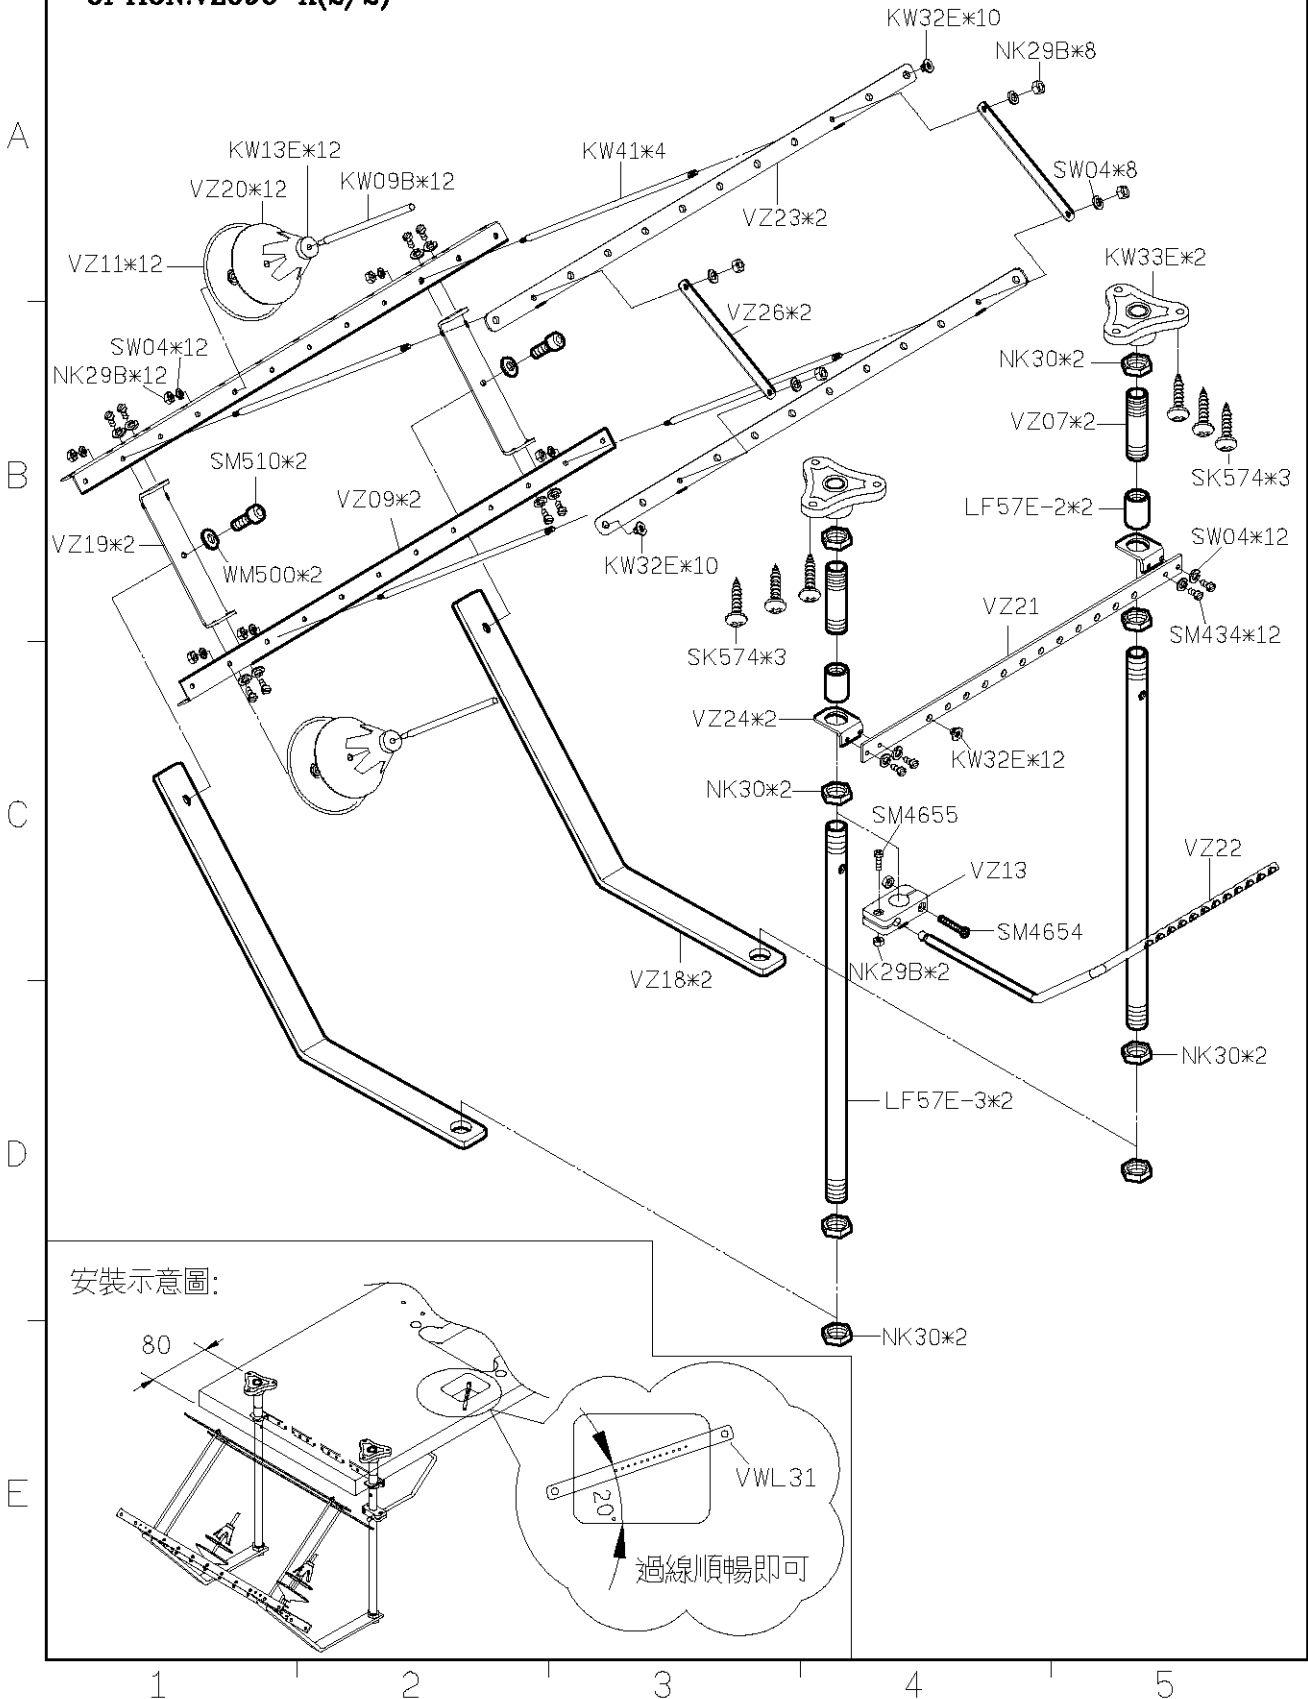 KW32E*10
NK29B*8
A
KW13E*12
KW41*4
VZ20*12
KW09B*12
SW04*8
VZ23*2
VZ11*12
KW33E*2
VZ26*2
SW04*12
NK30*2
NK29B*12
VZ07*2
B
SM510*2
SK574*3
VZ09*2
LF57E-2*2
VZ19*2
SW04*12
WM500*2
KW32E*10
VZ21
SM434*12
SK574*3
VZ24*2
KW32E*12
NK30*2
C
SM4655
VZ22
VZ13
SM4654
VZ18*2
NK29B*2
NK30*2
LF57E-3*2
D
安裝示意圖:
80
NK30*2
VWL31
E
20°
過線順暢即可
1
2
3
4
5